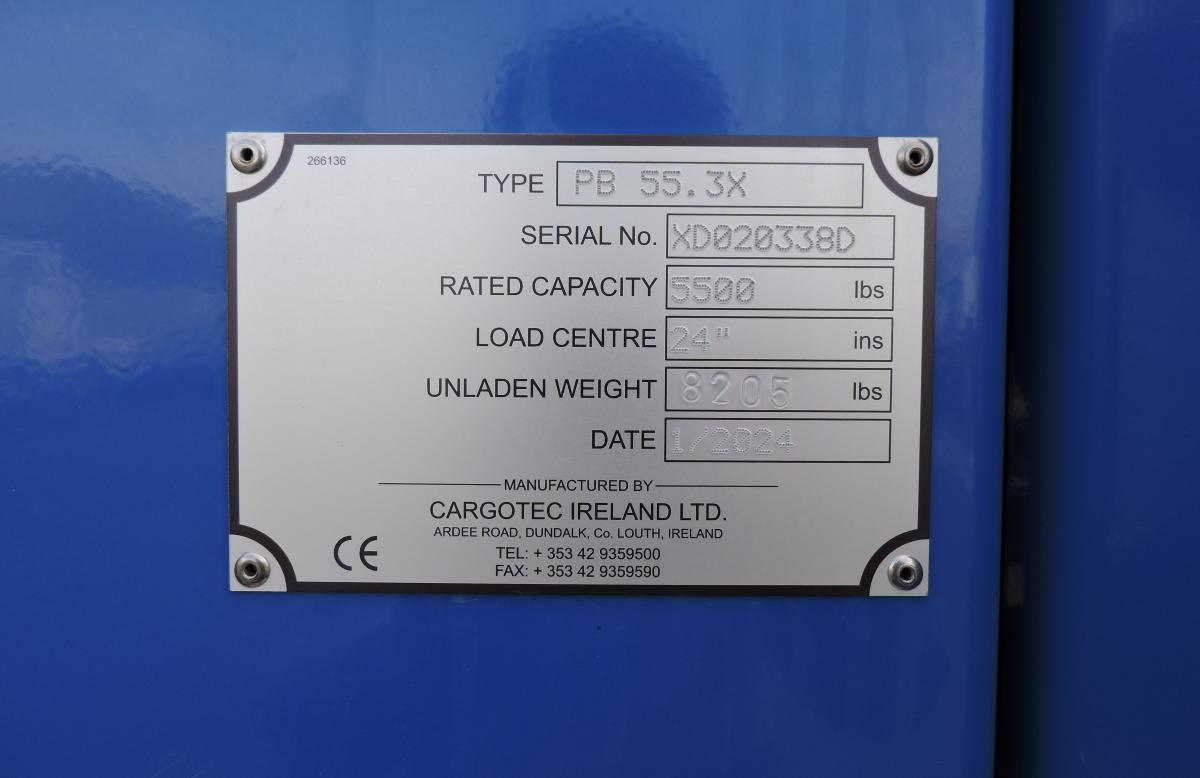 266136
TYPE PB 55.3X
SERIAL No. XD020338D
RATED CAPACITY 5500 lbs
LOAD CENTRE 24" ins
UNLADEN WEIGHT 8205 lbs
DATE 1/2024
MANUFACTURED BY
CARGOTEC IRELAND LTD.
ARDEE ROAD, DUNDALK, Co. LOUTH, IRELAND
CE
TEL: + 353 42 9359500
FAX: + 353 42 9359590